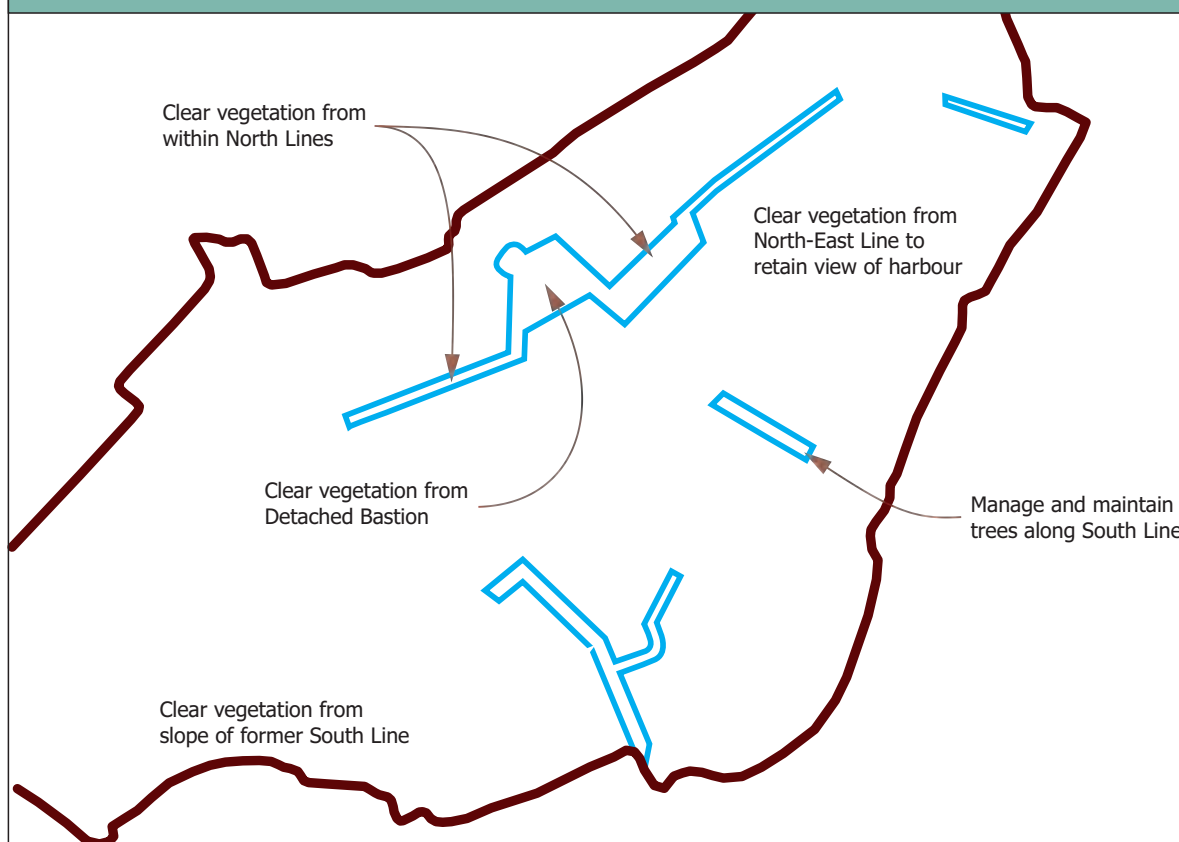 Clear vegetation from
within North Lines
Clear vegetation from
North-East Line to
retain view of harbour
Clear vegetation from
Detached Bastion
Manage and maintain
trees along South Line
Clear vegetation from
slope of former South Line